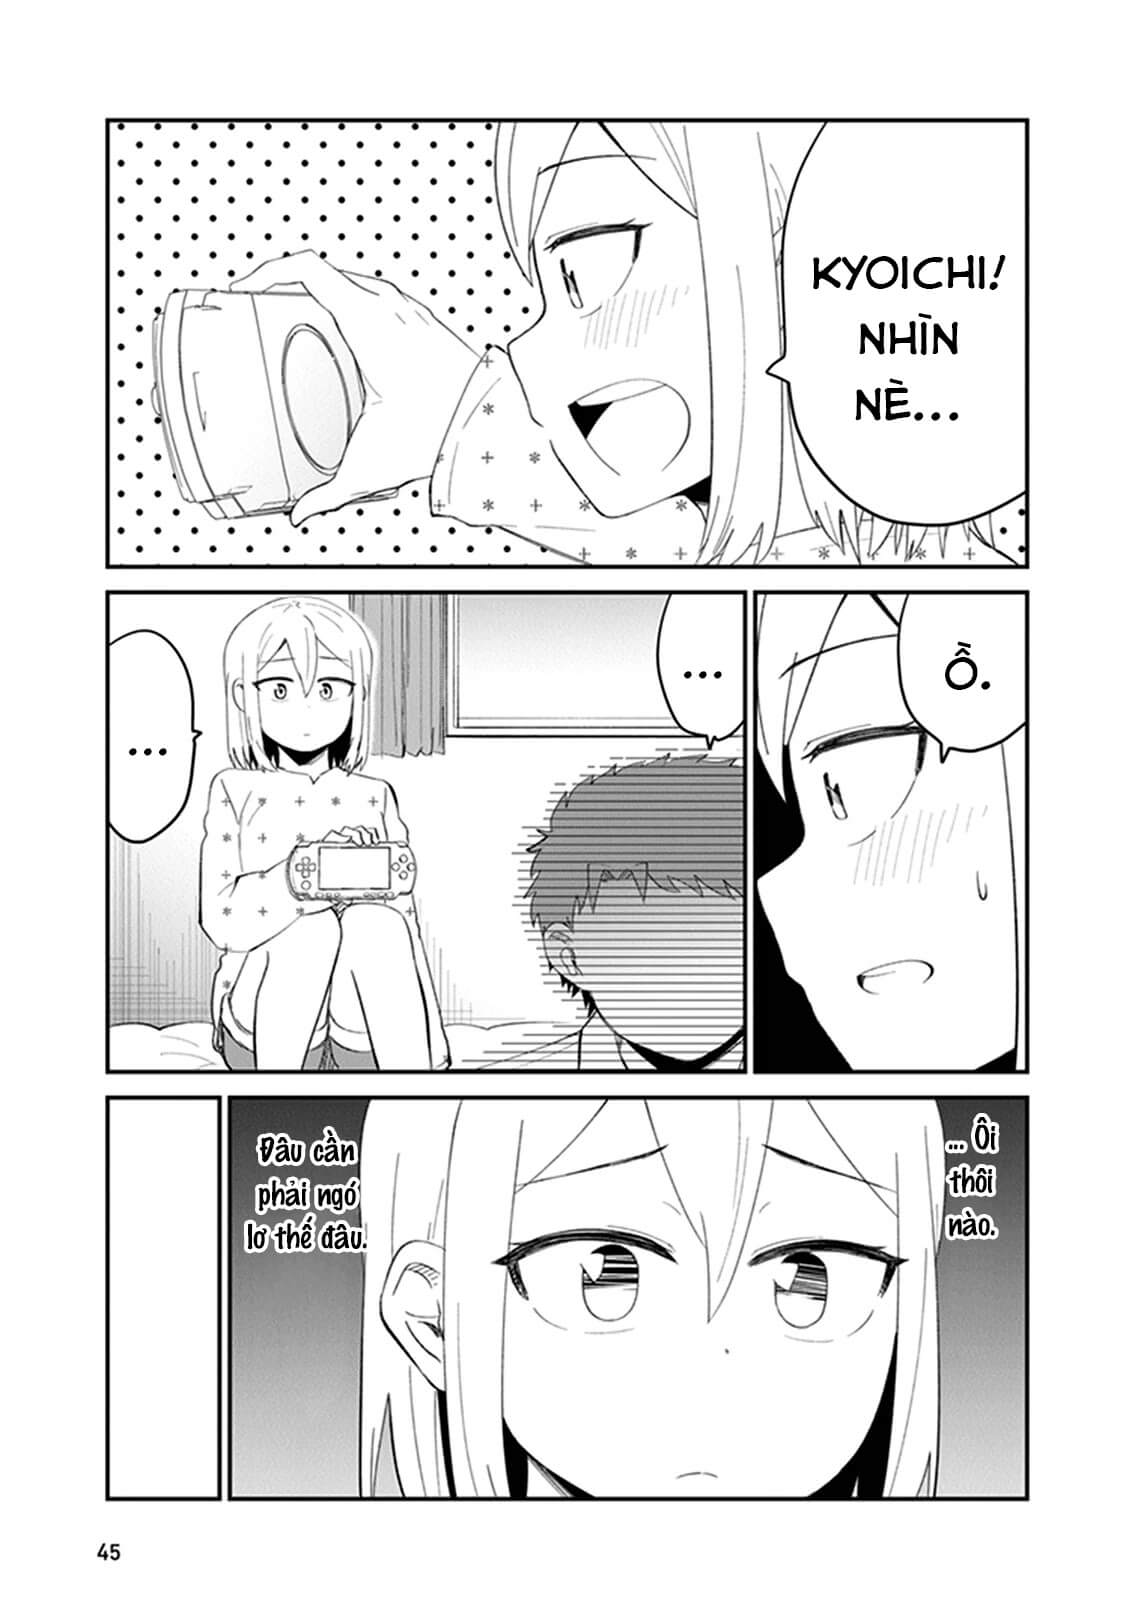 KYOICHI!
NHÌN
NÈ...
Ồ.
...
...
... Ôi
thôi
nào.
Đâu cần
phải ngó
lơ thế đâu.
45